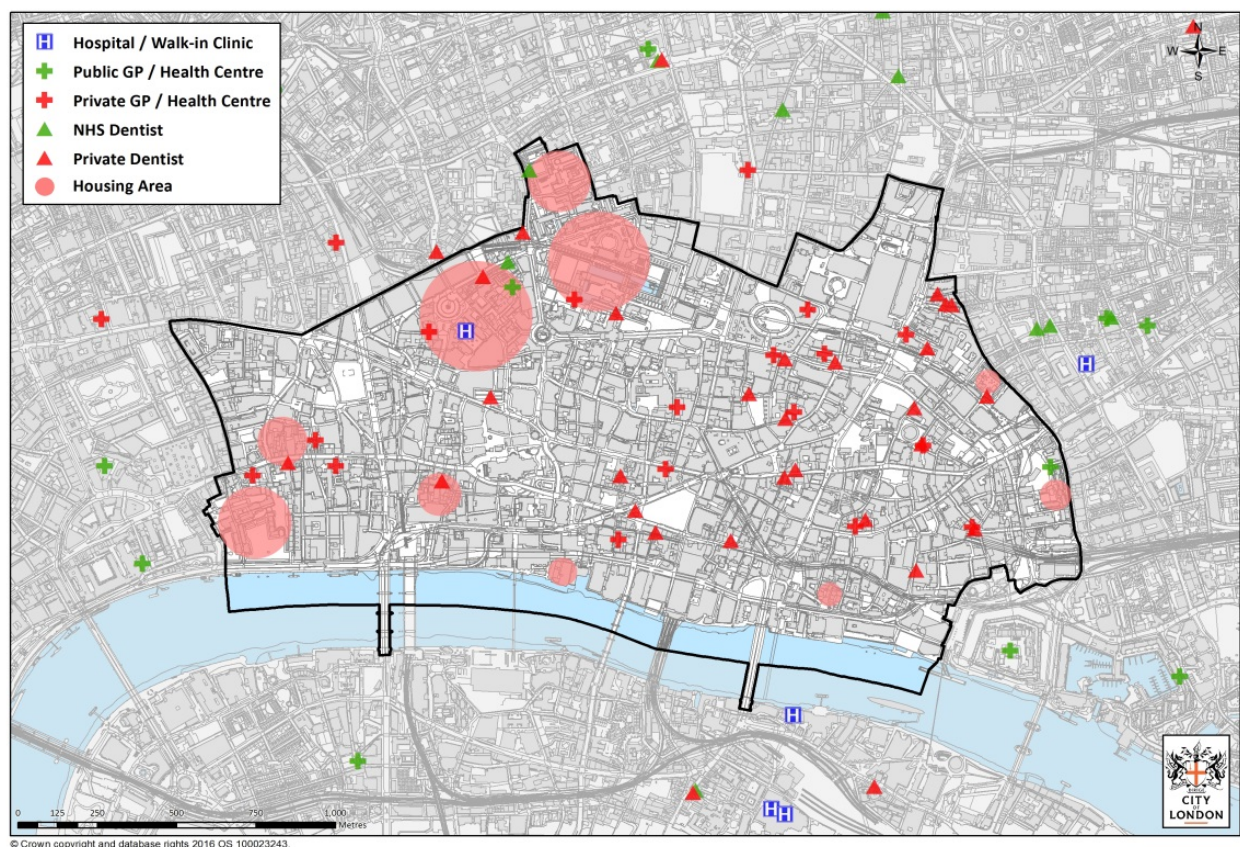 Hospital / Walk-in Clinic
Public GP / Health Centre
Private GP / Health Centre
NHS Dentist
Private Dentist
Housing Area
N
W E
S
H
H
H
H
H
0 125 250 500 750 1,000
Metres
CITY
OF
LONDON
© Crown copyright and database rights 2016 OS 100023243.